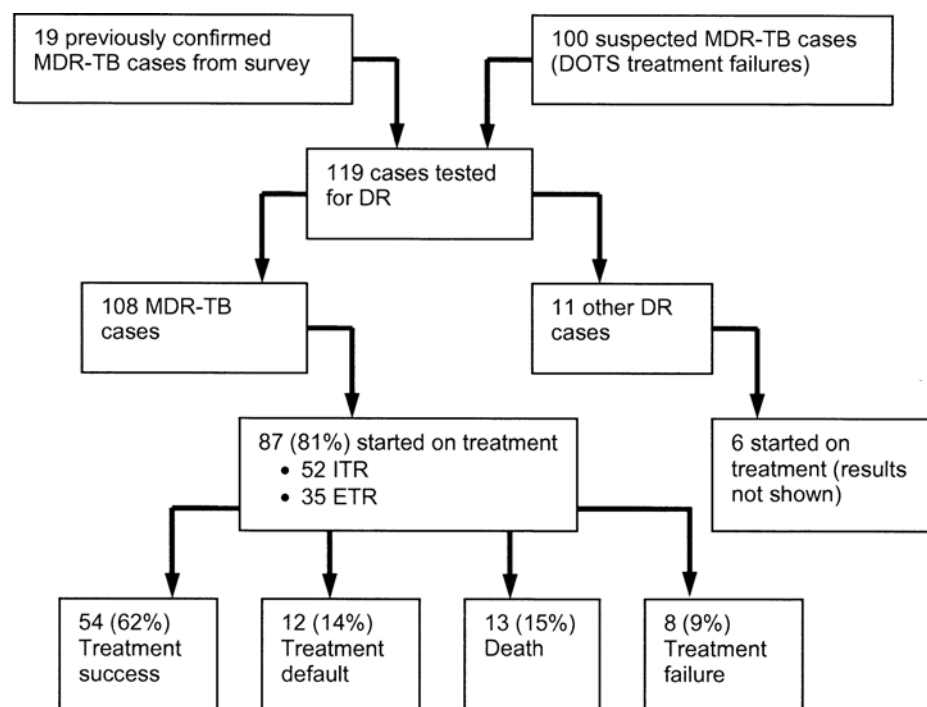 19 previously confirmed
MDR-TB cases from survey
100 suspected MDR-TB cases
(DOTS treatment failures)
119 cases tested
for DR
108 MDR-TB
cases
11 other DR
cases
87 (81%) started on treatment
• 52 ITR
• 35 ETR
6 started on
treatment (results
not shown)
54 (62%)
Treatment
success
12 (14%)
Treatment
default
13 (15%)
Death
8 (9%)
Treatment
failure